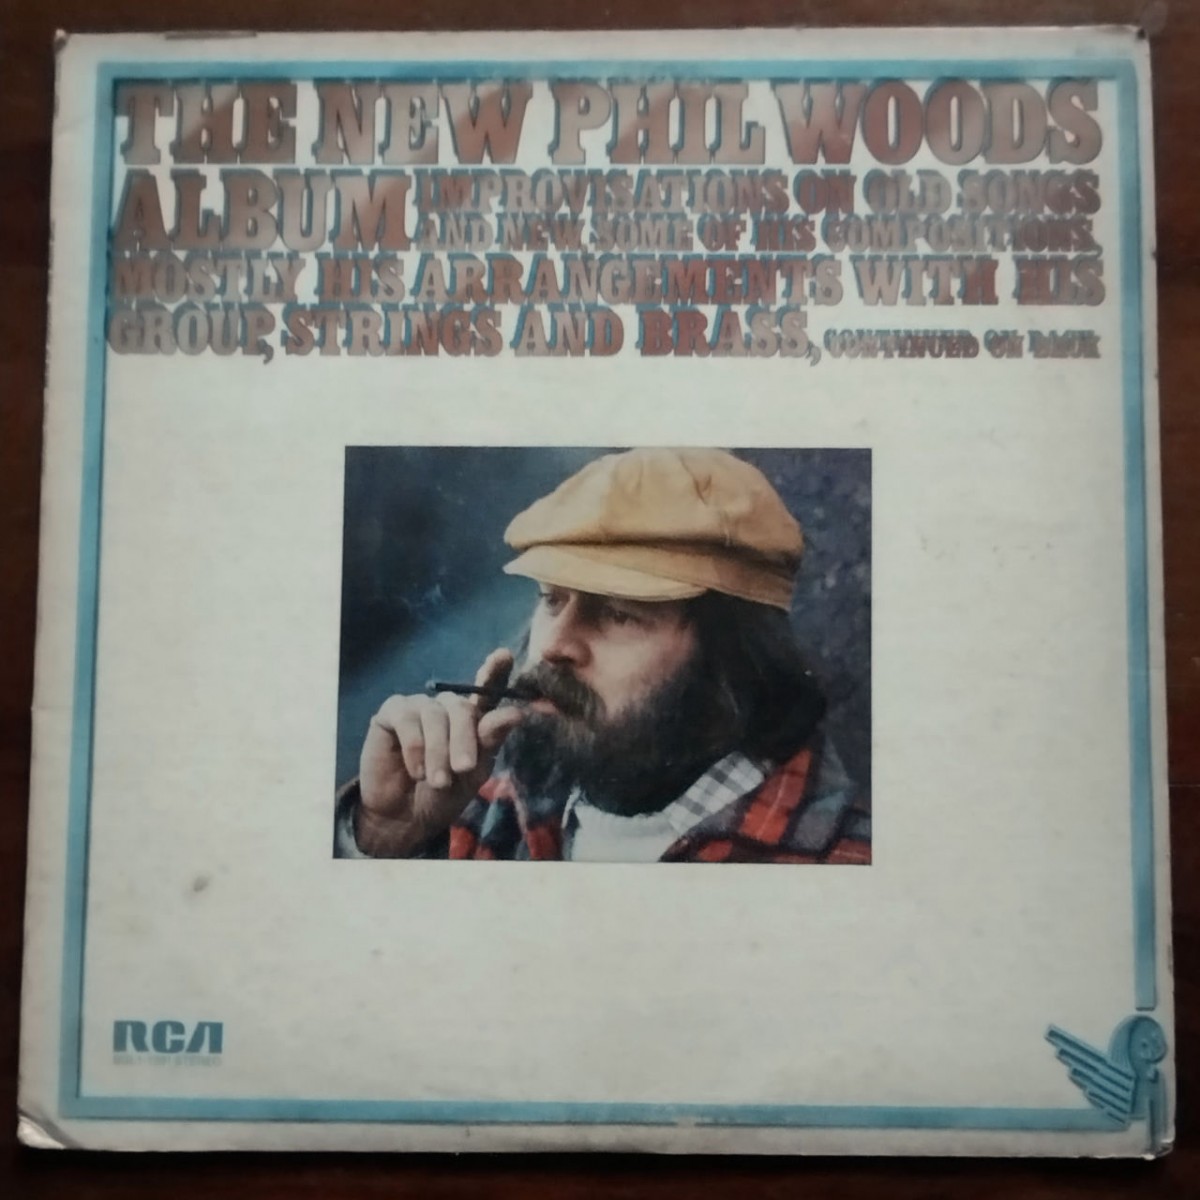 THE NEW PHIL WOODS
ALBUM IMPROVISATIONS ON OLD SONGS
AND NEW, SOME OF HIS COMPOSITIONS,
MOSTLY HIS ARRANGEMENTS WITH HIS
GROUP, STRINGS AND BRASS, CONTINUED ON BACK
RCA
STEREO